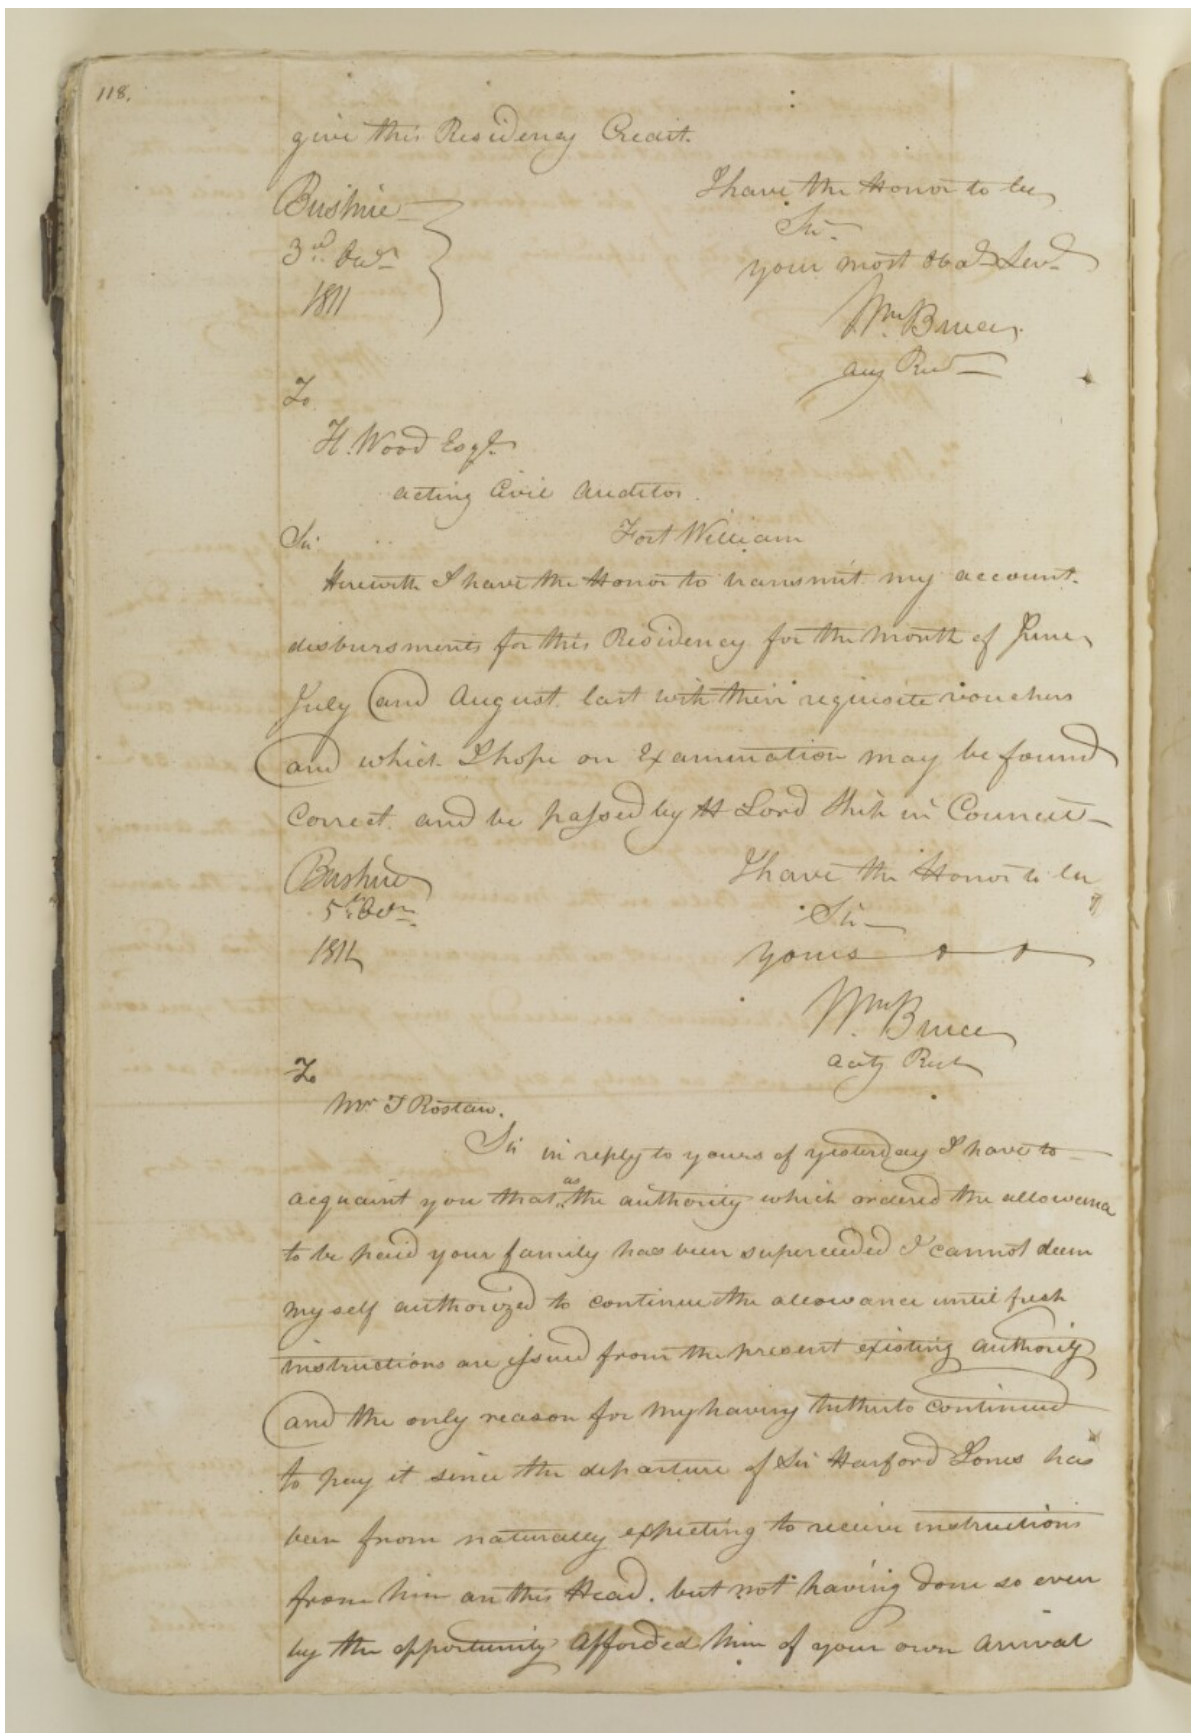 118.
give this Residency Credit.
I have the Honor to be
Bushire
Sir
3rd
your most Obdt Servt
1811
Wm Bruce
actg Rest
To
H. Wood Esqr.
acting Civil Auditor.
Fort William
Sir
Herewith I have the Honor to transmit my account.
disbursments for this Residency for the month of June
July and August last with their requisite vouchers
and which I hope on Examination may be found
Correct and be passed by H Lord Ship in Council
Bushire
I have the Honor to be
5th Octr
Sir
1811
yours
Wm Bruce
actg Rest
To
Mr J Rostan.
Sir in reply to yours of yesterday I have to
acquaint you that as the authority which ordered the allowance
to be paid your family has been superceeded I cannot deem
myself authorized to continue the allowance until fresh
instructions are issued from the present existing authority
and the only reason for my having hitherto continued
to pay it since the departure of Sir Harford Jones has
been from naturally expecting to receive instructions
from him on this Head. but not having done so even
by the opportunity afforded him of your own arrival